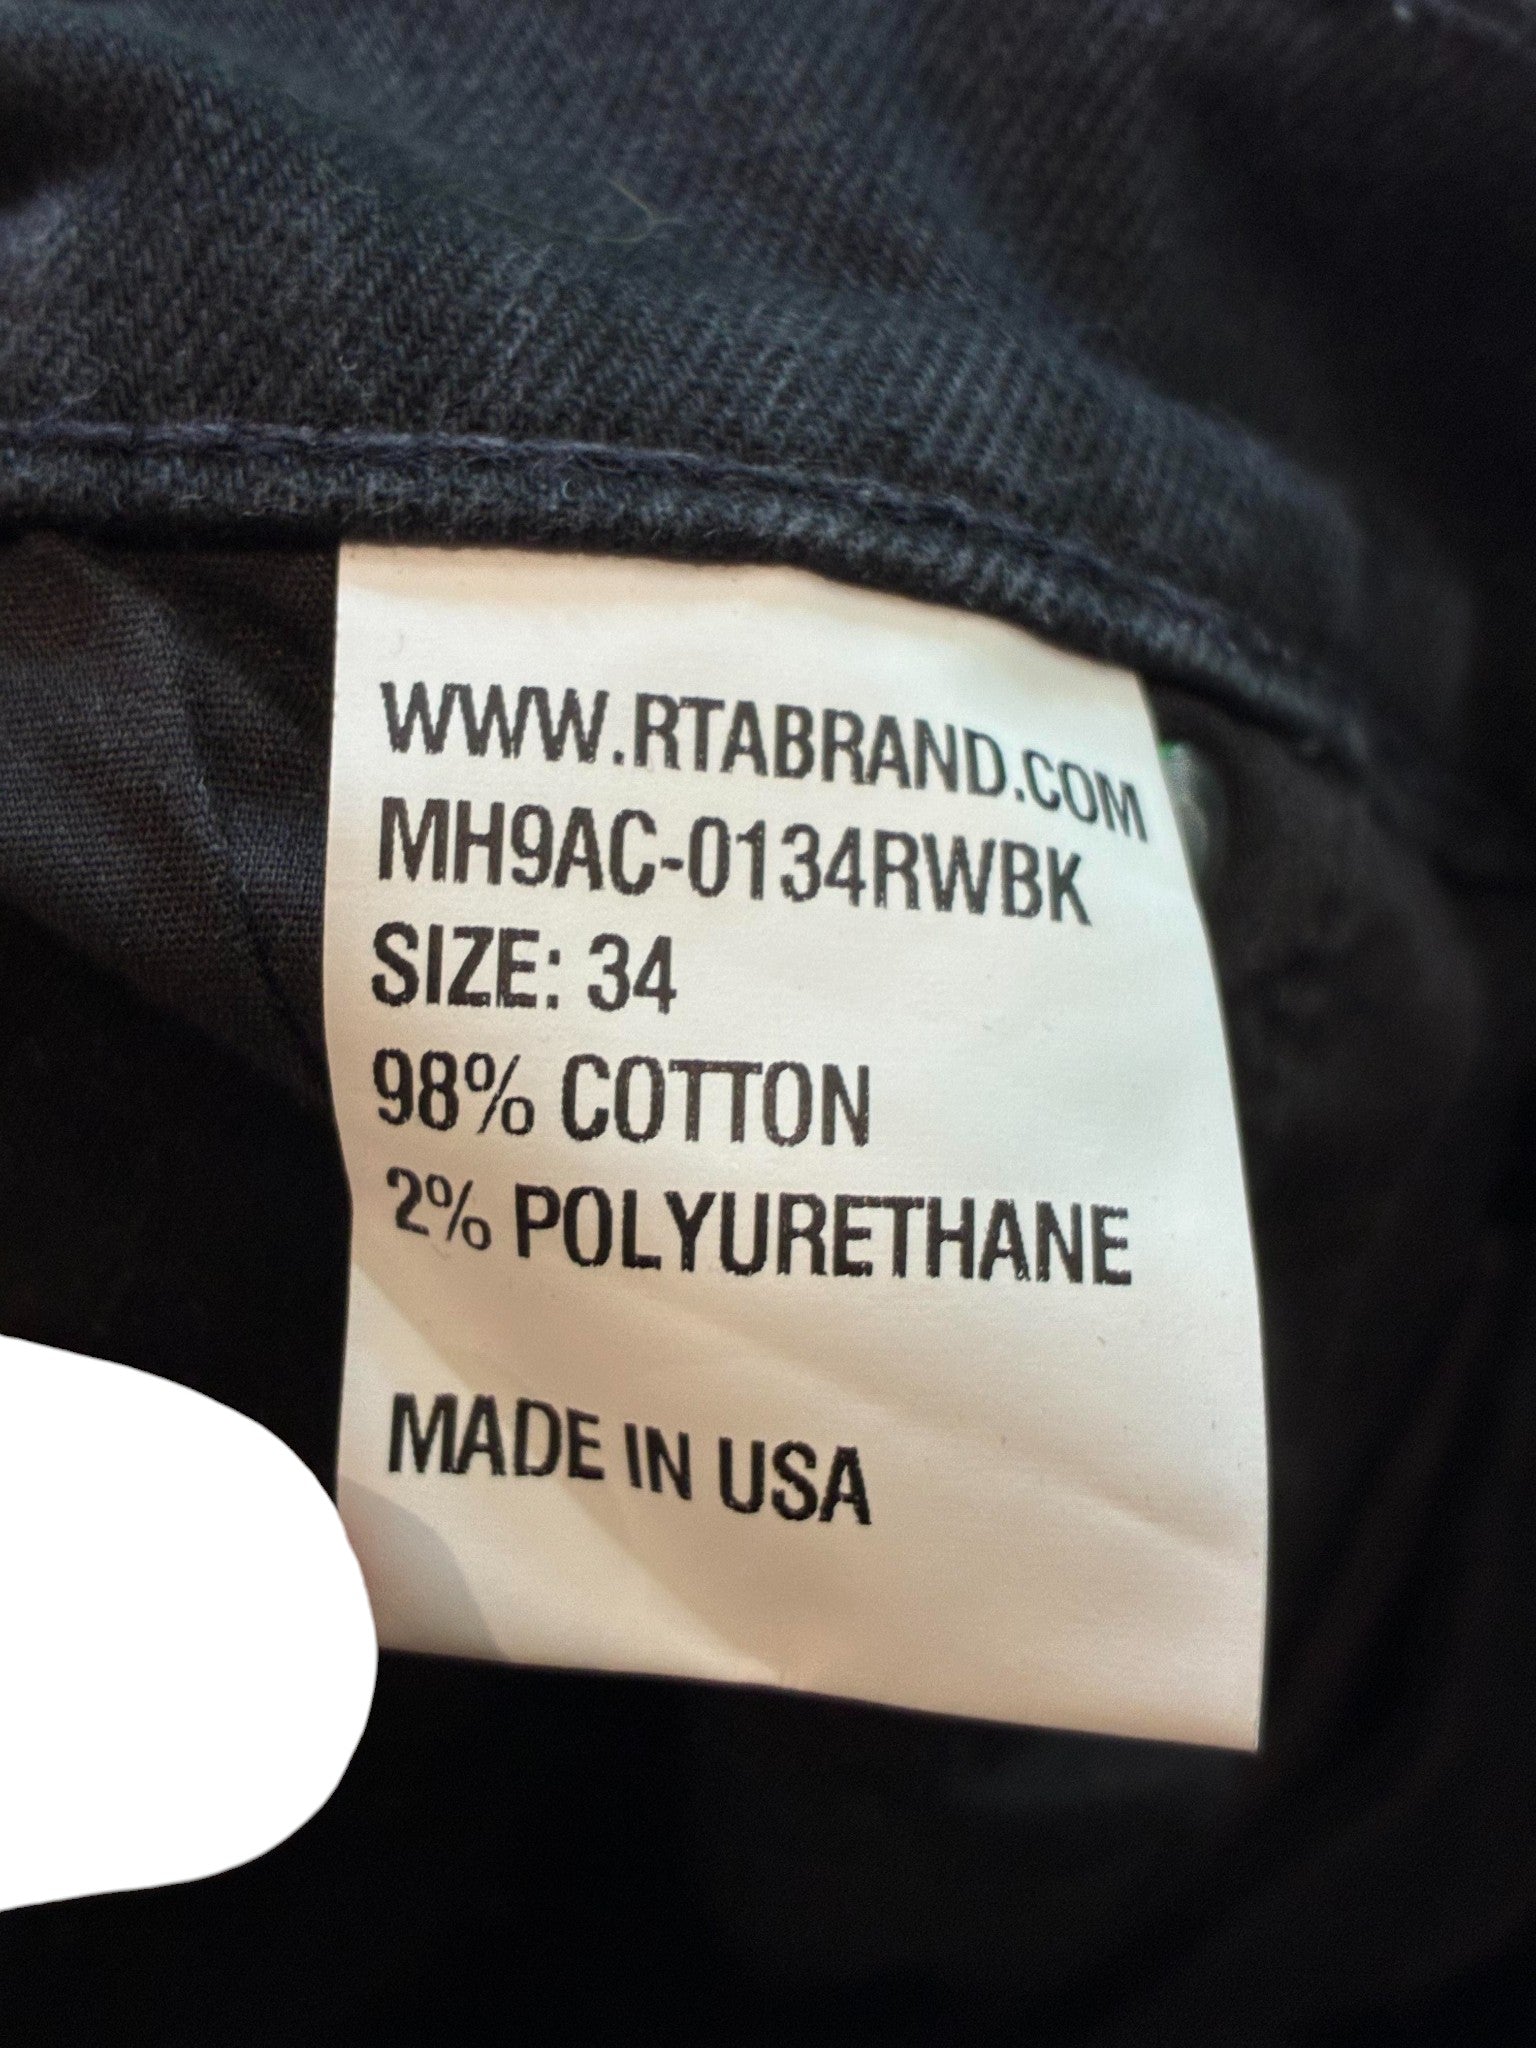 WWW.RTABRAND.COM
MH9AC-0134RWBK
SIZE: 34
98% COTTON
2% POLYURETHANE
MADE IN USA